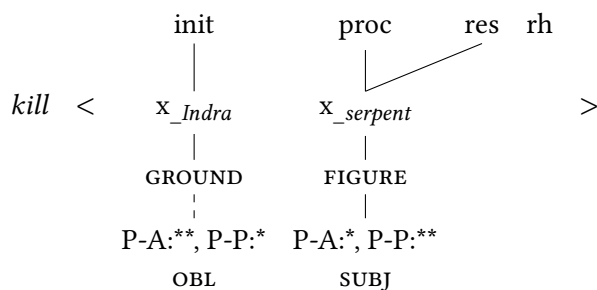 init proc res rh
kill < x_Indra x_serpent >
GROUND FIGURE
P-A:**, P-P:* P-A:*, P-P:**
OBL SUBJ